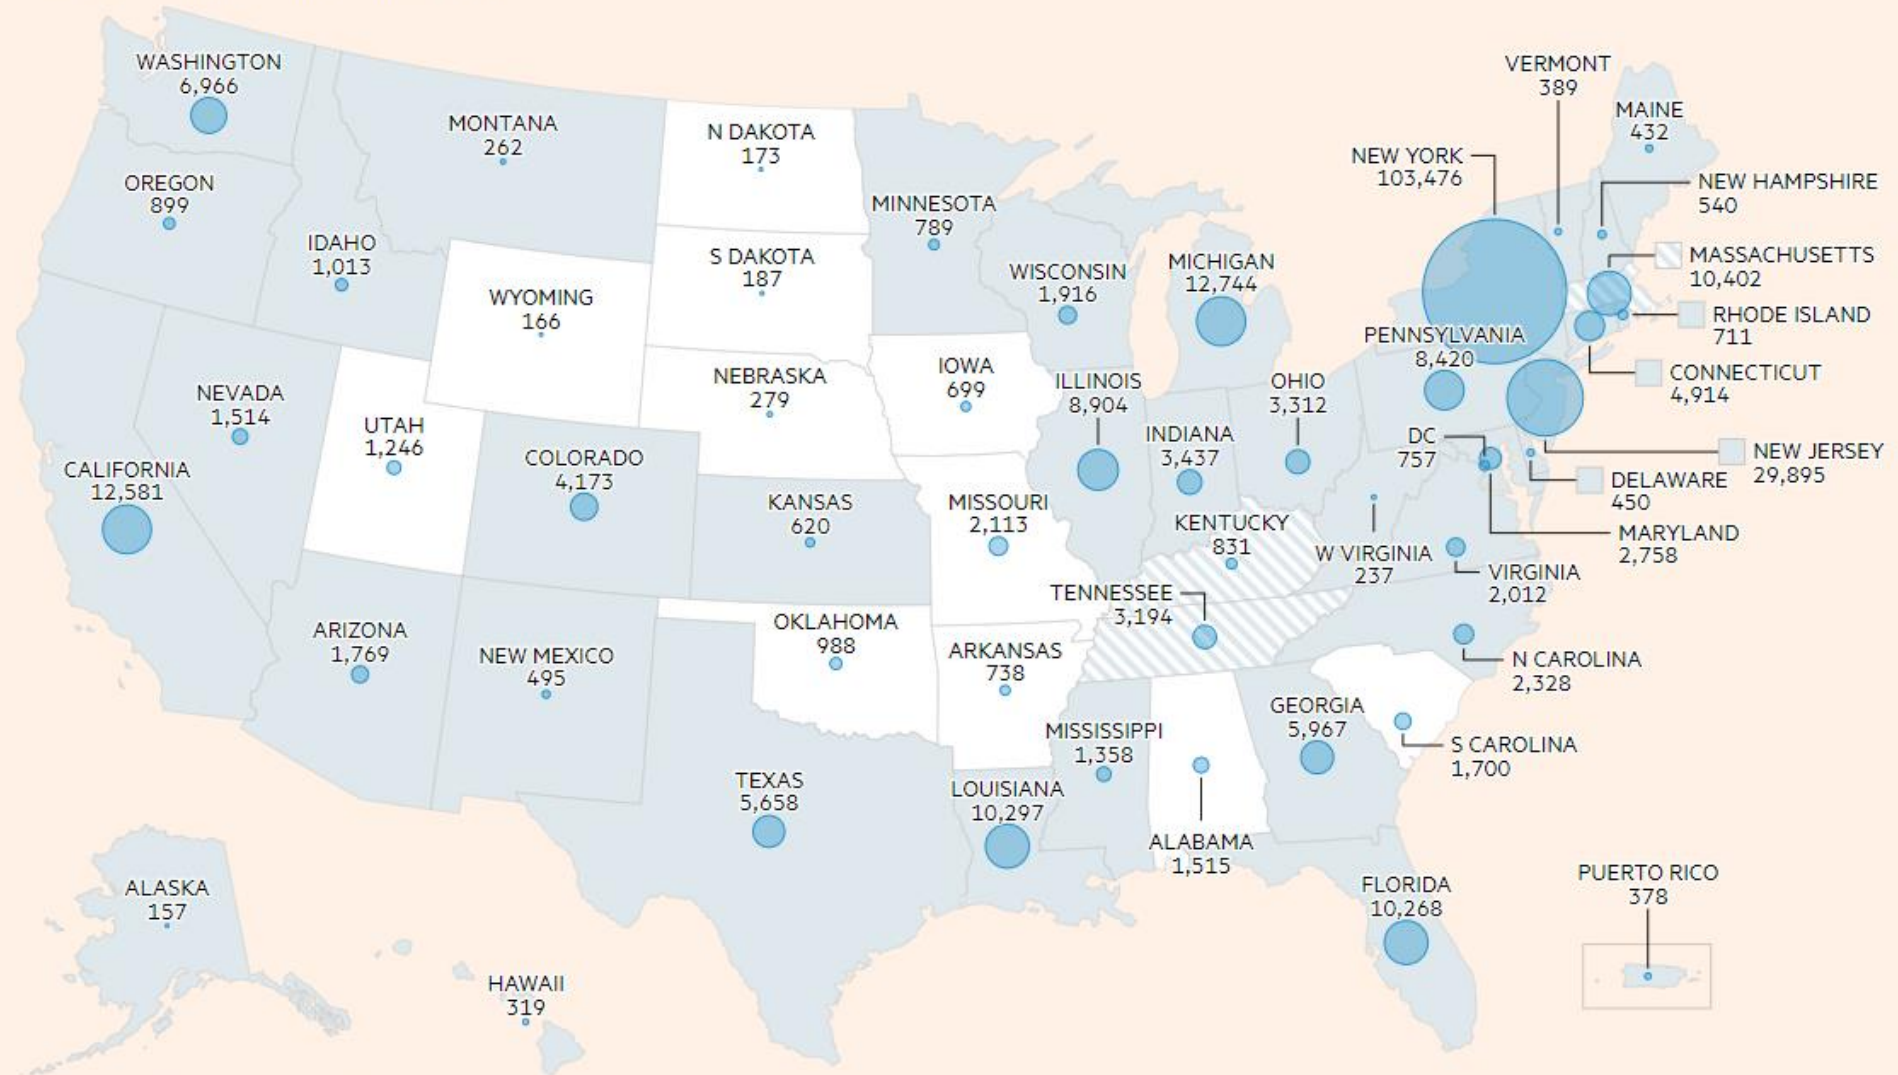 WASHINGTON
6,966
VERMONT
389
MAINE
432
MONTANA
262
N DAKOTA
173
NEW YORK
103,476
NEW HAMPSHIRE
540
OREGON
899
MINNESOTA
789
IDAHO
1,013
S DAKOTA
187
WISCONSIN
1,916
MICHIGAN
12,744
MASSACHUSETTS
10,402
WYOMING
166
RHODE ISLAND
711
PENNSYLVANIA
8,420
NEVADA
1,514
NEBRASKA
279
IOWA
699
ILLINOIS
8,904
OHIO
3,312
CONNECTICUT
4,914
UTAH
1,246
INDIANA
3,437
DC
757
NEW JERSEY
29,895
CALIFORNIA
12,581
COLORADO
4,173
DELAWARE
450
KANSAS
620
MISSOURI
2,113
KENTUCKY
831
MARYLAND
2,758
W VIRGINIA
237
VIRGINIA
2,012
TENNESSEE
3,194
ARIZONA
1,769
NEW MEXICO
495
OKLAHOMA
988
ARKANSAS
738
N CAROLINA
2,328
GEORGIA
5,967
MISSISSIPPI
1,358
S CAROLINA
1,700
TEXAS
5,658
LOUISIANA
10,297
ALABAMA
1,515
ALASKA
157
FLORIDA
10,268
PUERTO RICO
378
HAWAII
319